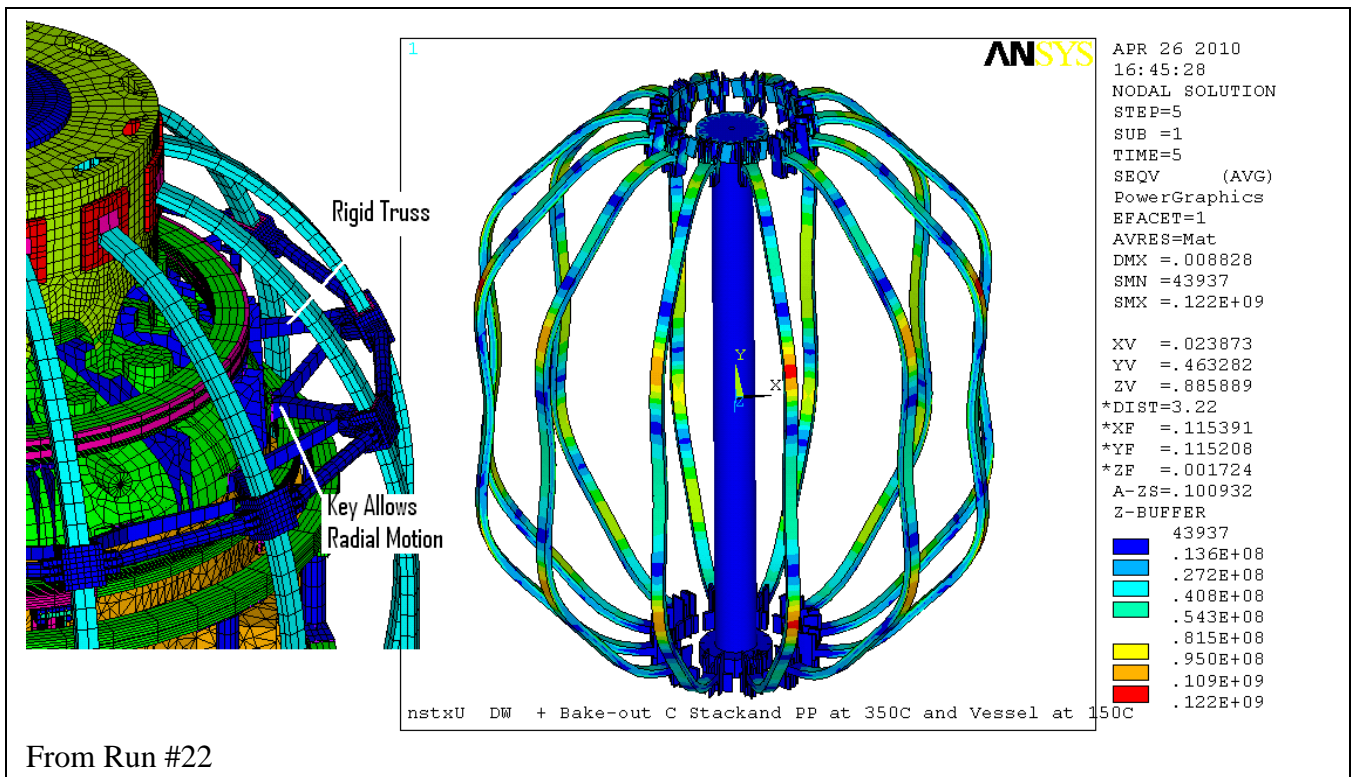 Rigid Truss
Key Allows
Radial Motion
1
ANSYS
APR 26 2010
16:45:28
NODAL SOLUTION
STEP=5
SUB =1
TIME=5
SEQV (AVG)
PowerGraphics
EFACET=1
AVRES=Mat
DMX =.008828
SMN =43937
SMX =.122E+09
XV =.023873
YV =.463282
ZV =.885889
*DIST=3.22
*XF =.115391
*YF =.115208
*ZF =.001724
A-ZS=.100932
Z-BUFFER
43937
.136E+08
.272E+08
.408E+08
.543E+08
.815E+08
.950E+08
.109E+09
.122E+09
Y
X
Z
nstxU DW + Bake-out C Stackand PP at 350C and Vessel at 150C
From Run #22